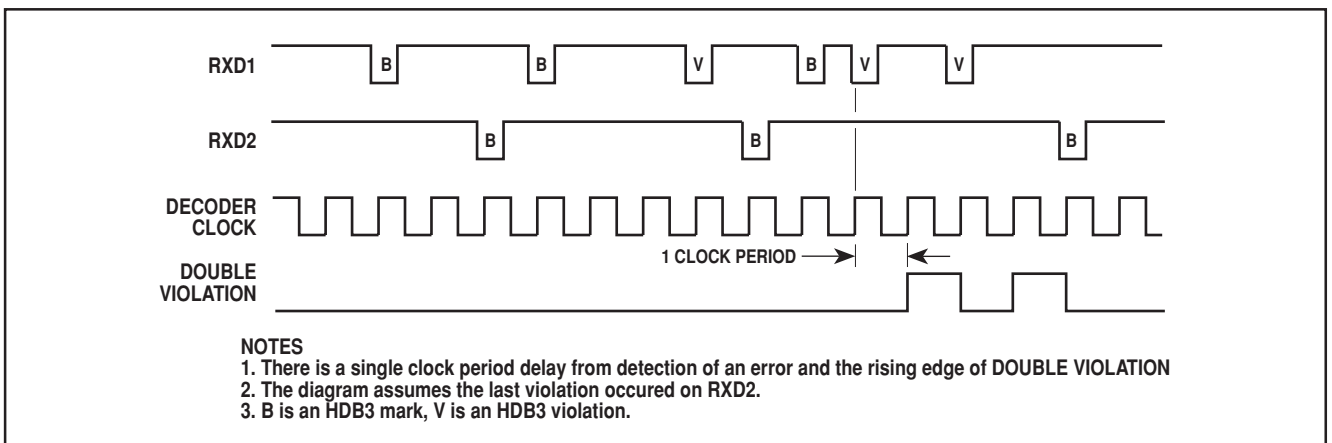 RXD1 B B V B V V
RXD2 B B B
DECODER
CLOCK
1 CLOCK PERIOD
DOUBLE
VIOLATION
NOTES
1. There is a single clock period delay from detection of an error and the rising edge of DOUBLE VIOLATION
2. The diagram assumes the last violation occured on RXD2.
3. B is an HDB3 mark, V is an HDB3 violation.